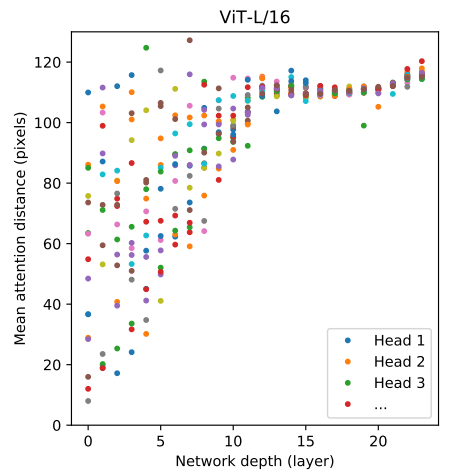 ViT-L/16
120
100
80
60
40
20
0
Mean attention distance (pixels)
Head 1
Head 2
Head 3
...
0 5 10 15 20
Network depth (layer)